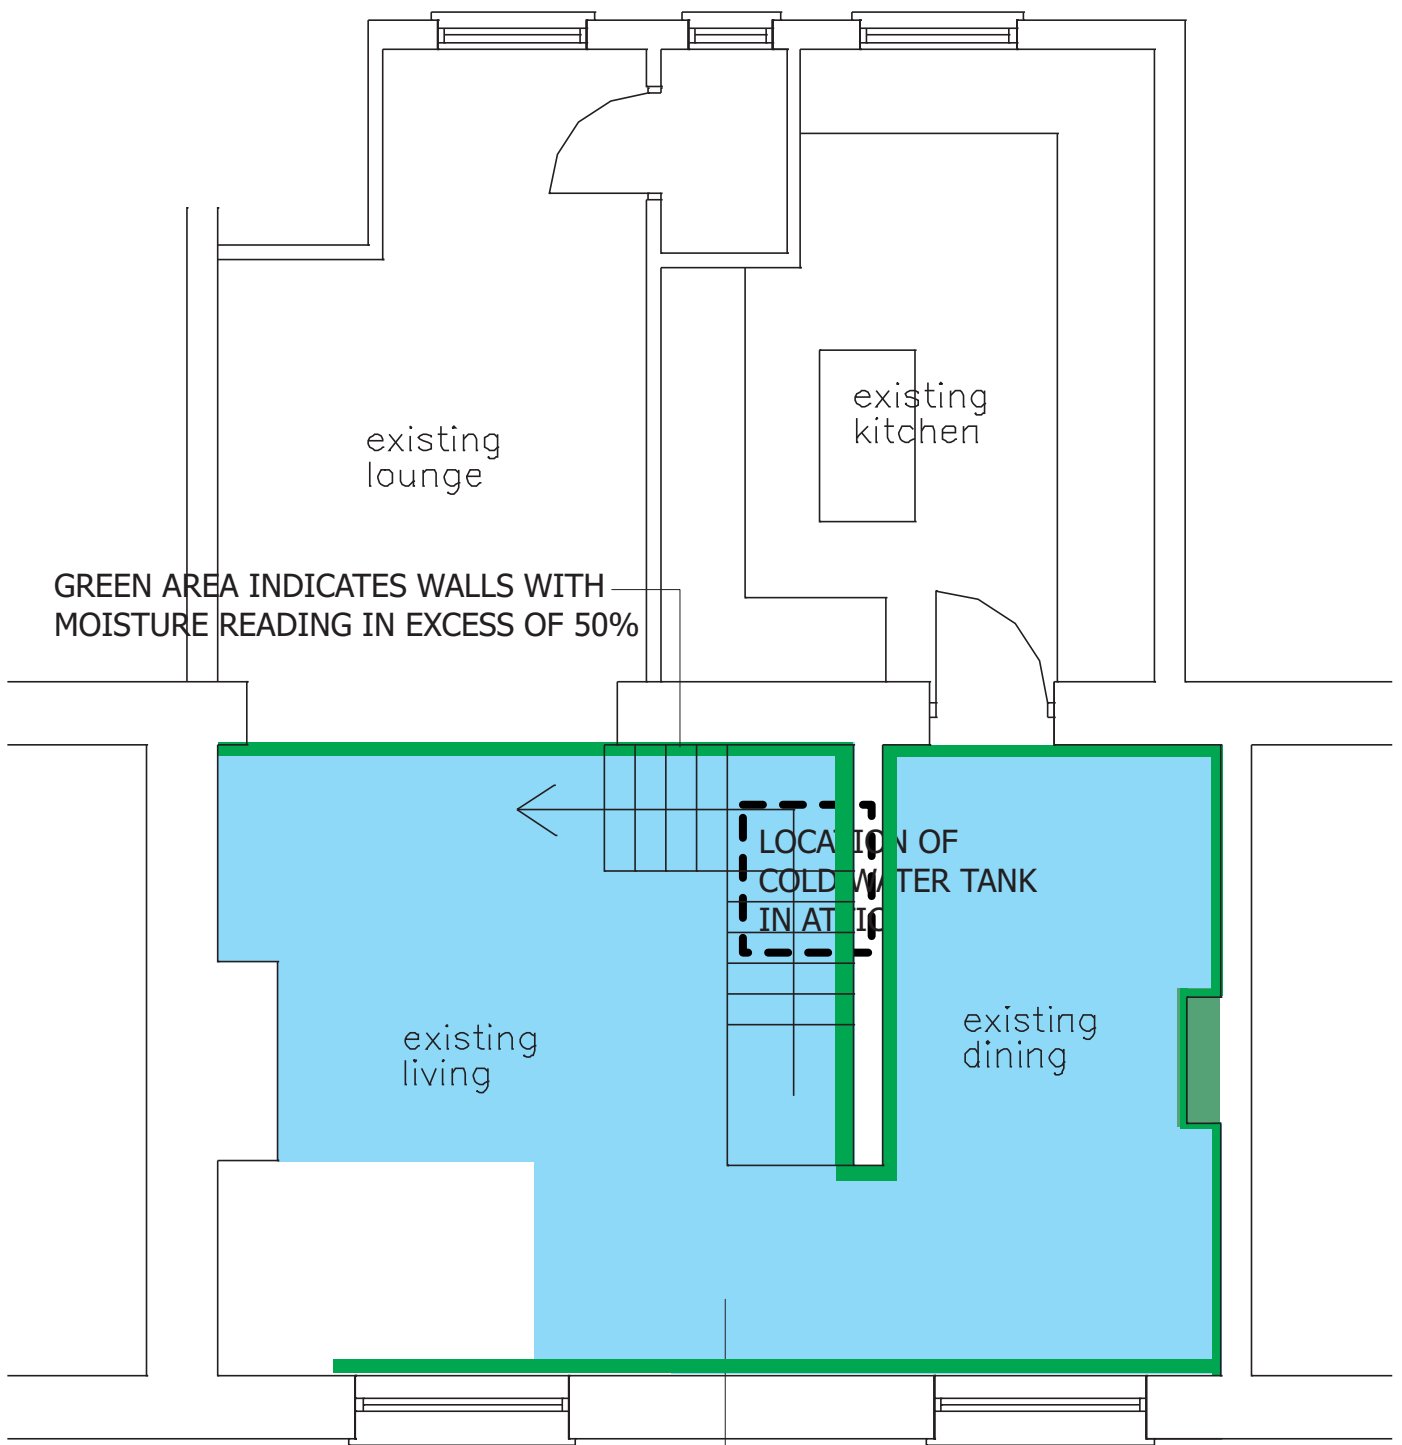 existing
kitchen
existing
lounge
GREEN AREA INDICATES WALLS WITH
MOISTURE READING IN EXCESS OF 50%
LOCATION OF
COLD WATER TANK
IN ATTIC
existing
living
existing
dining